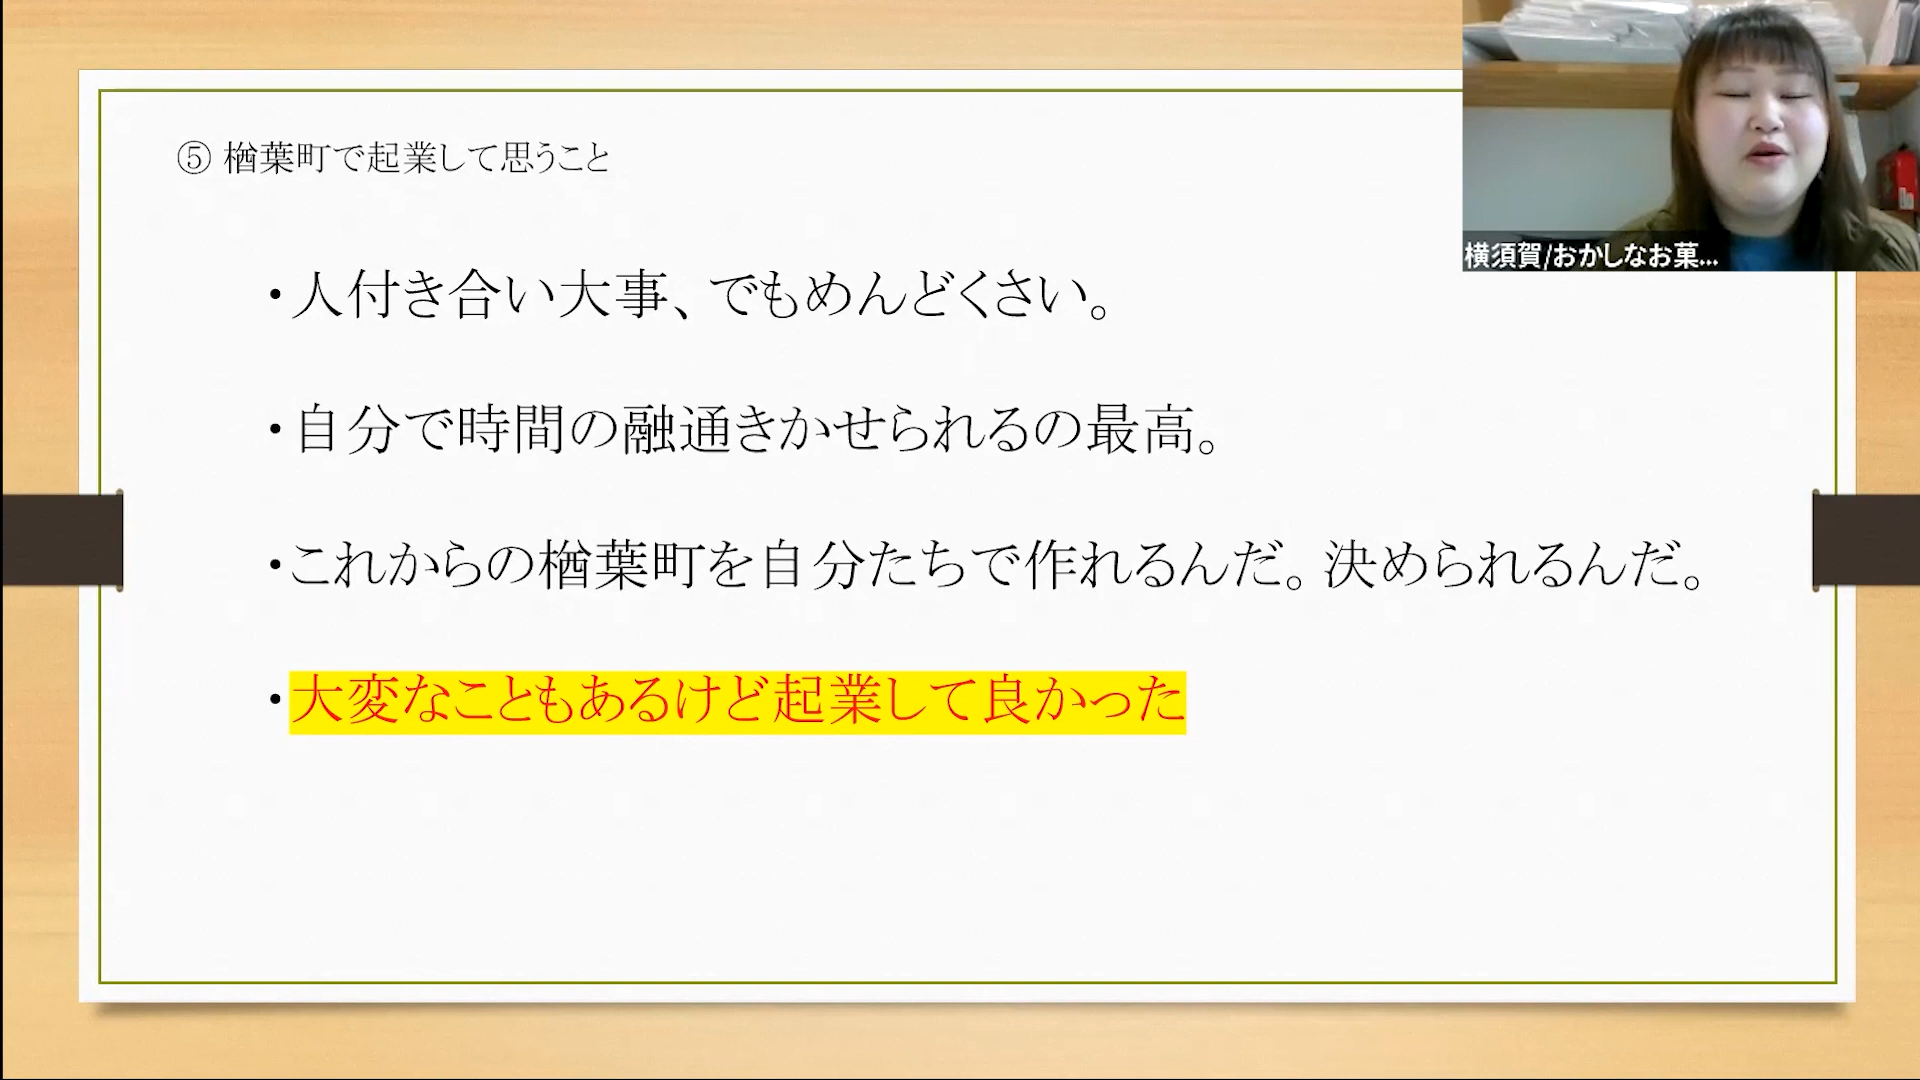 ⑤ 楢葉町で起業して思うこと
・人付き合い大事、でもめんどくさい。
・自分で時間の融通きかせられるの最高。
・これからの楢葉町を自分たちで作れるんだ。決められるんだ。
・大変なこともあるけど起業して良かった
横須賀/おかしなお菓...